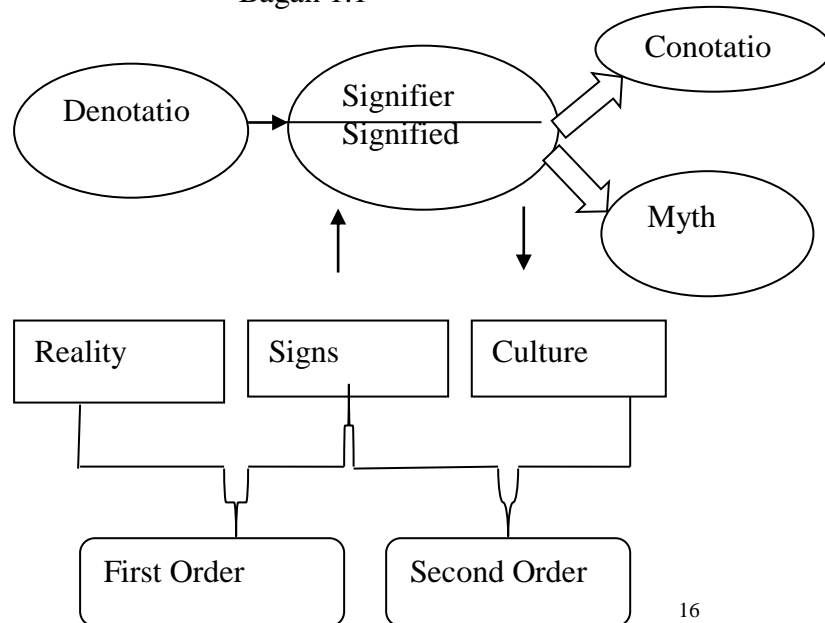 Bagan 1.1
Conotatio
Denotatio
Signifier
Signified
Myth
Reality
Signs
Culture
First Order
Second Order
16